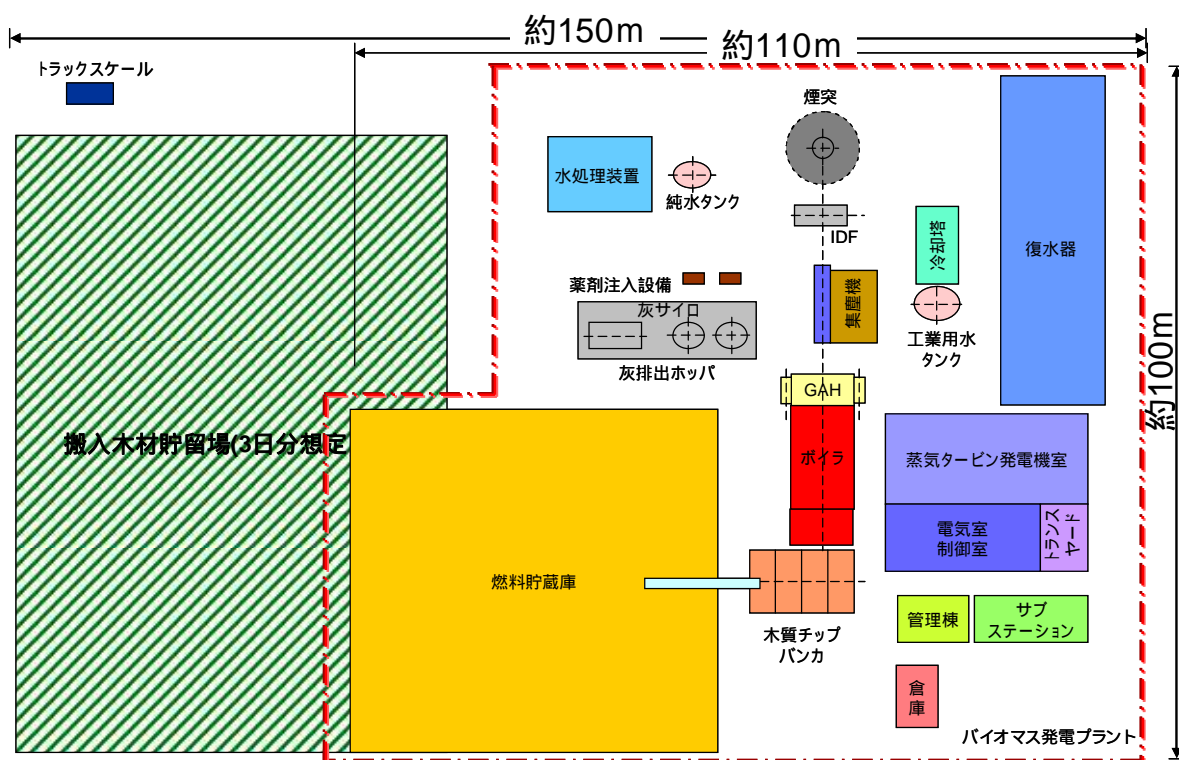 約150m
約110m
トラックスケール
煙突
水処理装置
純水タンク
IDF
冷却塔
復水器
薬剤注入設備
灰サイロ
集塵機
工業用水
タンク
灰排出ホッパ
約100m
GAH
搬入木材貯留場(3日分想定
ボイラ
蒸気タービン発電機室
電気室
制御室
トランス
ヤード
燃料貯蔵庫
木質チップ
バンカ
管理棟
サブ
ステーション
倉
庫
バイオマス発電プラント